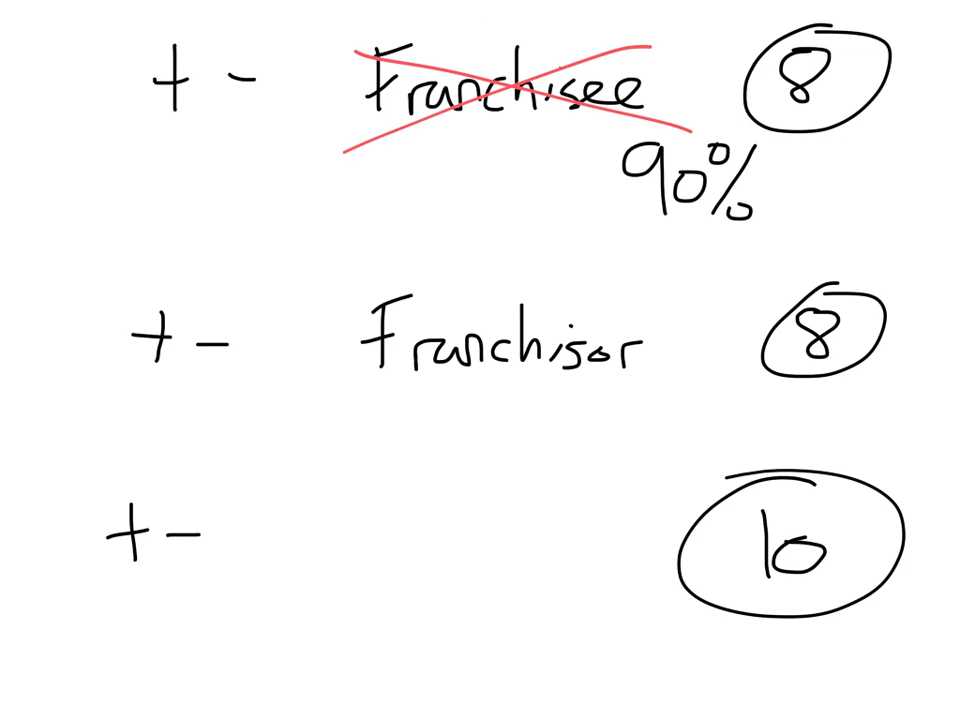 + - Franchisee 8
90%
+ - Franchisor 8
+ - 10